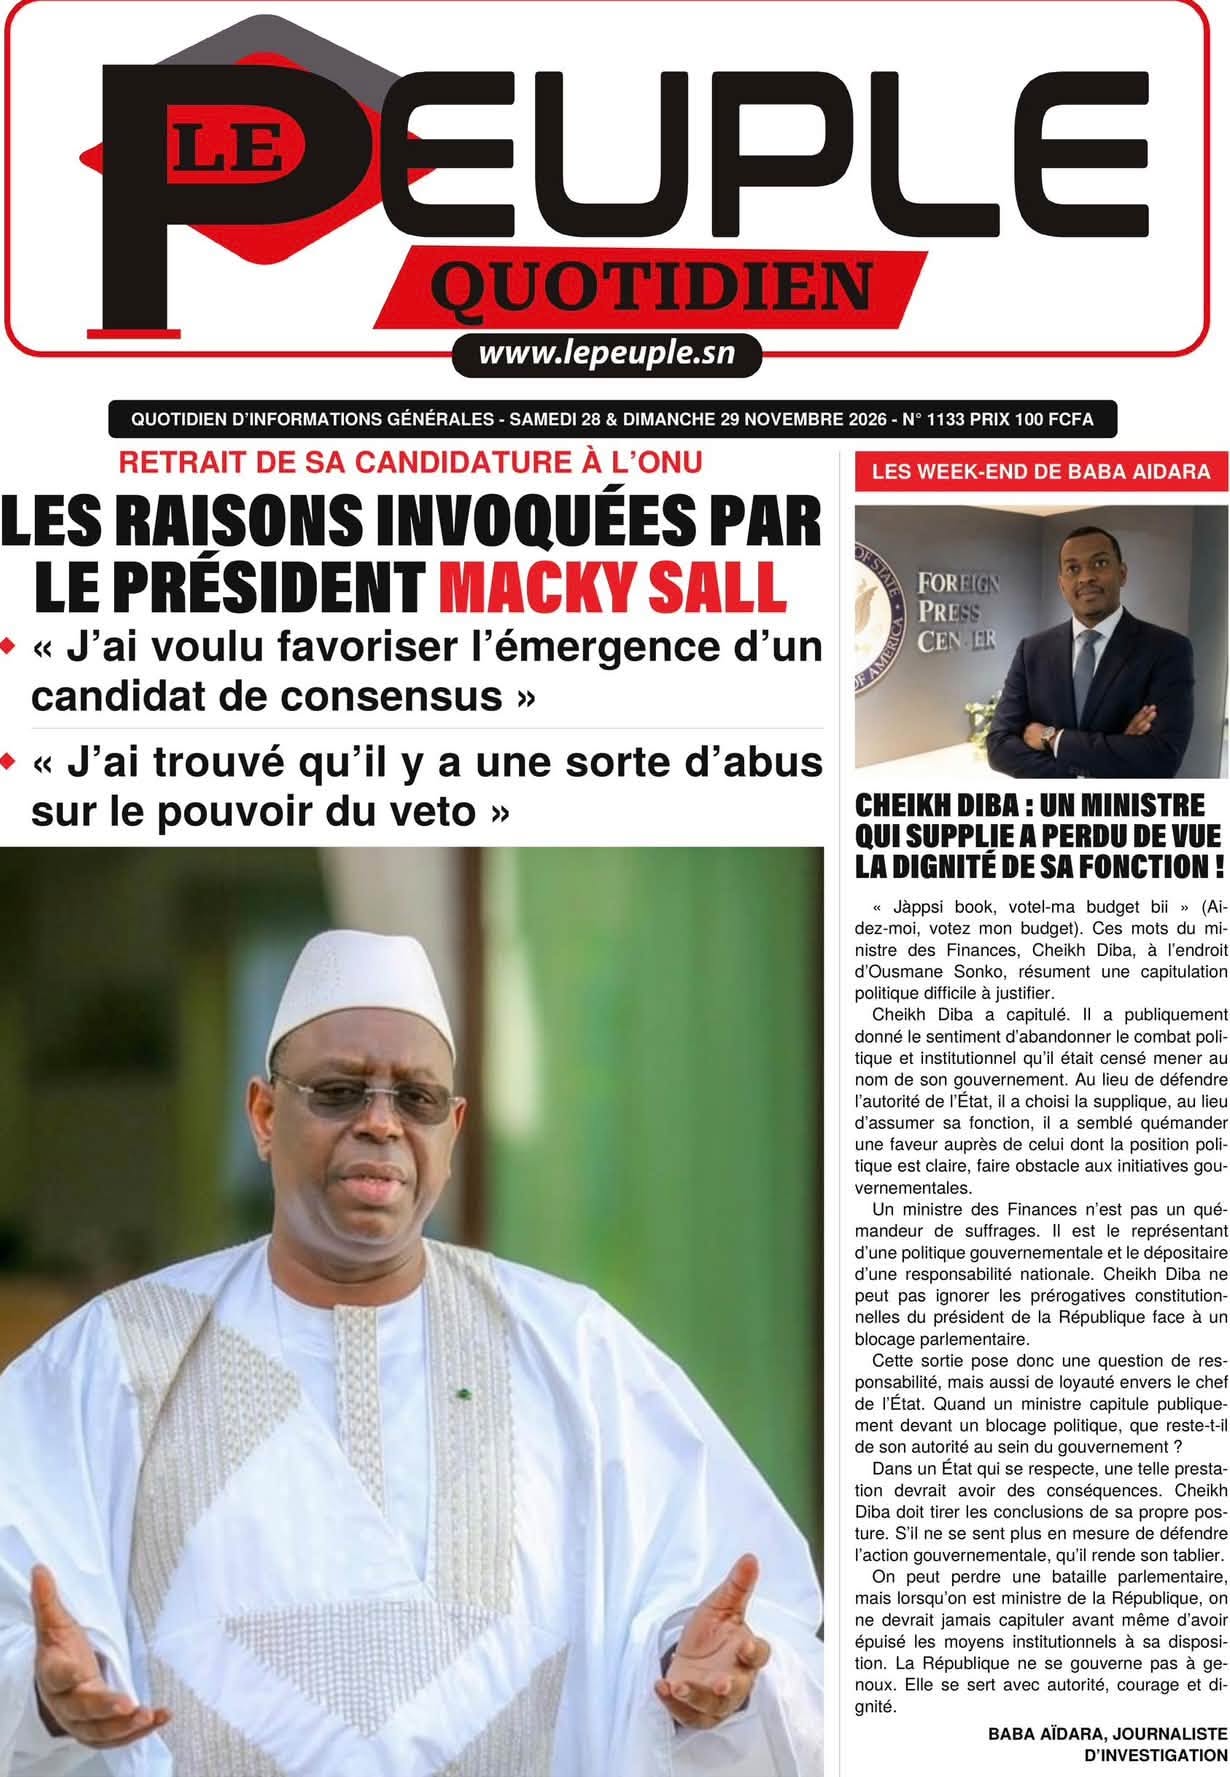 LE PEUPLE
QUOTIDIEN
www.lepeuple.sn
QUOTIDIEN D'INFORMATIONS GÉNÉRALES - SAMEDI 28 & DIMANCHE 29 NOVEMBRE 2026 - N° 1133 PRIX 100 FCFA
RETRAIT DE SA CANDIDATURE À L'ONU
LES RAISONS INVOQUÉES PAR
LE PRÉSIDENT MACKY SALL
« J'ai voulu favoriser l'émergence d'un
candidat de consensus »
« J'ai trouvé qu'il y a une sorte d'abus
sur le pouvoir du veto »
LES WEEK-END DE BABA AIDARA
OF STATE
OF AMERICA
FOREIGN
PRESS
CENTER
CHEIKH DIBA : UN MINISTRE
QUI SUPPLIE A PERDU DE VUE
LA DIGNITÉ DE SA FONCTION !
« Jàppsi book, votel-ma budget bii » (Ai-
dez-moi, votez mon budget). Ces mots du mi-
nistre des Finances, Cheikh Diba, à l'endroit
d'Ousmane Sonko, résument une capitulation
politique difficile à justifier.
Cheikh Diba a capitulé. Il a publiquement
donné le sentiment d'abandonner le combat poli-
tique et institutionnel qu'il était censé mener au
nom de son gouvernement. Au lieu de défendre
l'autorité de l'État, il a choisi la supplique, au lieu
d'assumer sa fonction, il a semblé quémander
une faveur auprès de celui dont la position poli-
tique est claire, faire obstacle aux initiatives gou-
vernementales.
Un ministre des Finances n'est pas un qué-
mandeur de suffrages. Il est le représentant
d'une politique gouvernementale et le dépositaire
d'une responsabilité nationale. Cheikh Diba ne
peut pas ignorer les prérogatives constitution-
nelles du président de la République face à un
blocage parlementaire.
Cette sortie pose donc une question de res-
ponsabilité, mais aussi de loyauté envers le chef
de l'État. Quand un ministre capitule publique-
ment devant un blocage politique, que reste-t-il
de son autorité au sein du gouvernement ?
Dans un État qui se respecte, une telle presta-
tion devrait avoir des conséquences. Cheikh
Diba doit tirer les conclusions de sa propre pos-
ture. S'il ne se sent plus en mesure de défendre
l'action gouvernementale, qu'il rende son tablier.
On peut perdre une bataille parlementaire,
mais lorsqu'on est ministre de la République, on
ne devrait jamais capituler avant même d'avoir
épuisé les moyens institutionnels à sa disposi-
tion. La République ne se gouverne pas à ge-
noux. Elle se sert avec autorité, courage et di-
gnité.
BABA AÏDARA, JOURNALISTE
D'INVESTIGATION